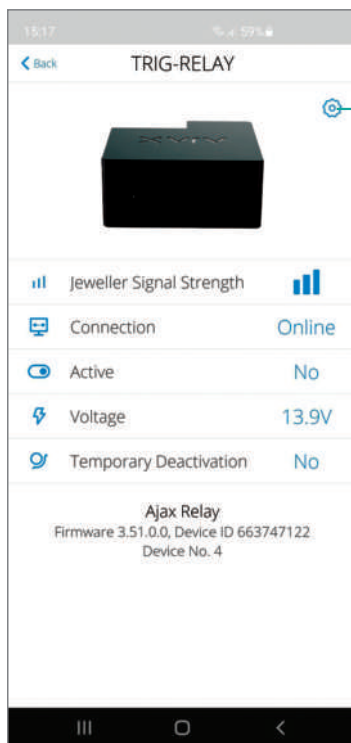 15:17
59%
Back
TRIG-RELAY
AJAX
Jeweller Signal Strength
Connection Online
Active No
Voltage 13.9V
Temporary Deactivation No
Ajax Relay
Firmware 3.51.0.0, Device ID 663747122
Device No. 4